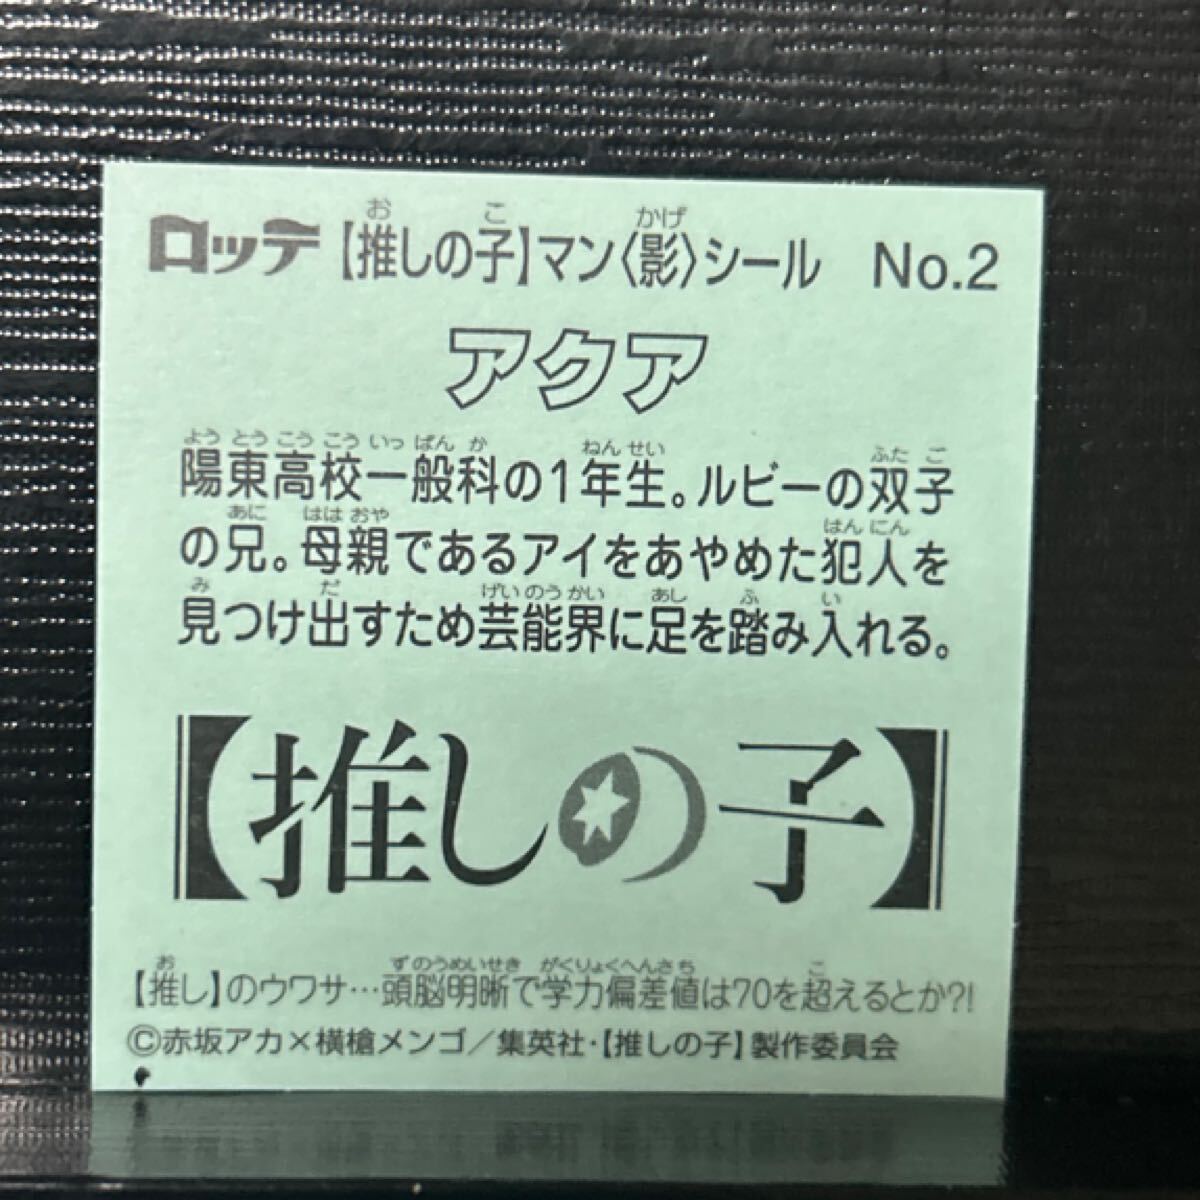 ロッテ 【推しの子】マン〈影〉シール No.2
アクア
陽東高校一般科の1年生。ルビーの双子
の兄。母親であるアイをあやめた犯人を
見つけ出すため芸能界に足を踏み入れる。
【推しの子】
【推し】のウワサ…頭脳明晰で学力偏差値は70を超えるとか?!
©赤坂アカ×横槍メンゴ／集英社・【推しの子】製作委員会